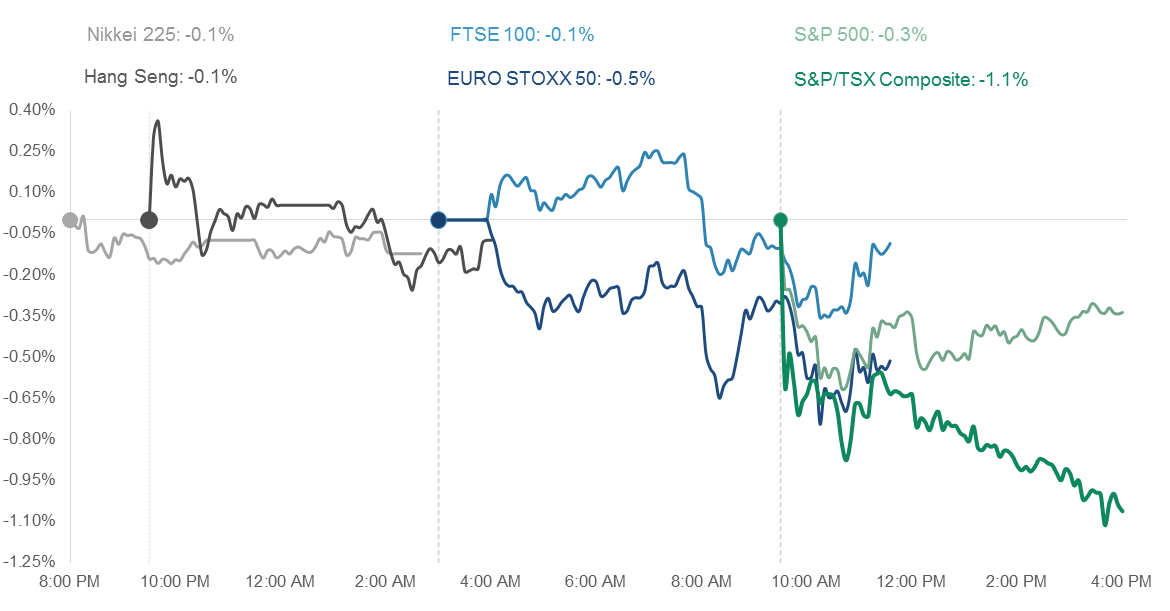 Nikkei 225: -0.1%
FTSE 100: -0.1%
S&P 500: -0.3%
Hang Seng: -0.1%
EURO STOXX 50: -0.5%
S&P/TSX Composite: -1.1%
0.40%
0.25%
0.10%
-0.05%
-0.20%
-0.35%
-0.50%
-0.65%
-0.80%
-0.95%
-1.10%
-1.25%
8:00 PM 10:00 PM 12:00 AM 2:00 AM 4:00 AM 6:00 AM 8:00 AM 10:00 AM 12:00 PM 2:00 PM 4:00 PM